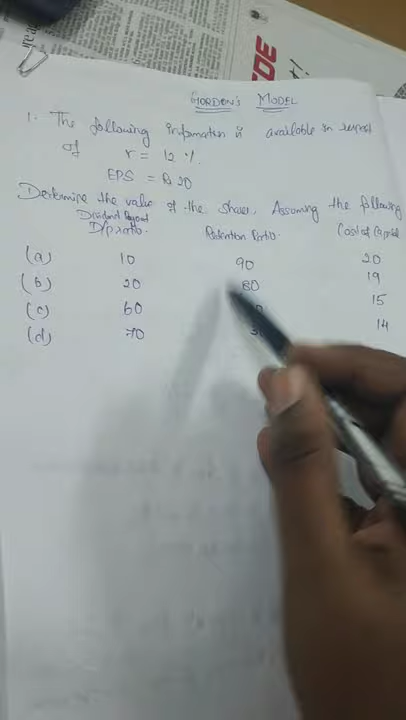 GORDON'S MODEL
1. The following information is available in respect
of r = 12 %.
EPS = Rs 20
Determine the value of the shares, Assuming the following
Dividend Payout
D/p ratio. Retention Ratio. Cost of Capital
(a) 10 90 20
(b) 20 80 19
(c) 60 15
(d) 70 14